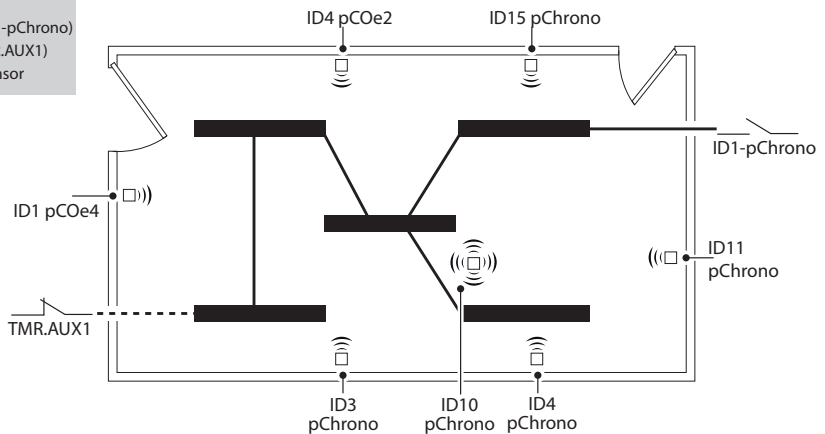 -pChrono)
.AUX1)
ID4 pCOe2
ID15 pChrono
ID1-pChrono
ID1 pCOe4
ID11
pChrono
TMR.AUX1
ID3
pChrono
ID10
pChrono
ID4
pChrono